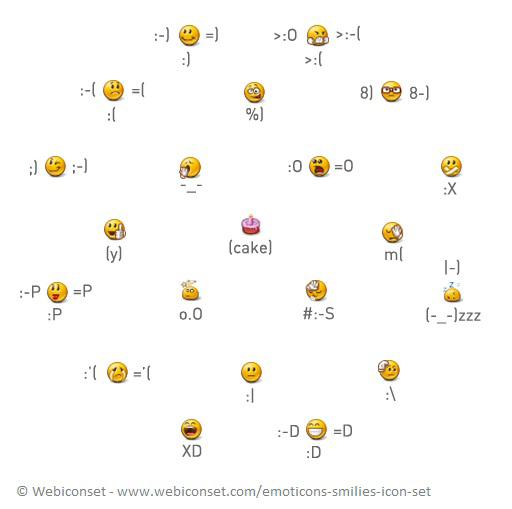 :-) =) >:O >:-(
:) >:(
:-( =( 8) 8-)
:( %)
;) ;-) :O =O
-_- :X
(y) (cake) m(
|-)
:-P =P
:P o.O #:-S (-_-)zzz
:'( ='(
:| :\
:-D =D
XD :D
© Webiconset - www.webiconset.com/emoticons-smilies-icon-set